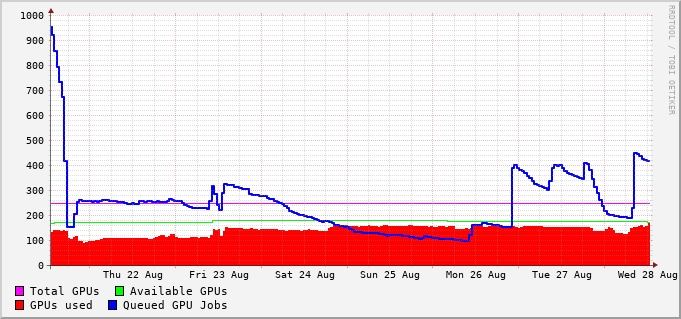 1000
900
800
700
600
500
400
300
200
100
0
Thu 22 Aug Fri 23 Aug Sat 24 Aug Sun 25 Aug Mon 26 Aug Tue 27 Aug Wed 28 Aug
Total GPUs Available GPUs
GPUs used Queued GPU Jobs
RRDTOOL / TOBI OETIKER